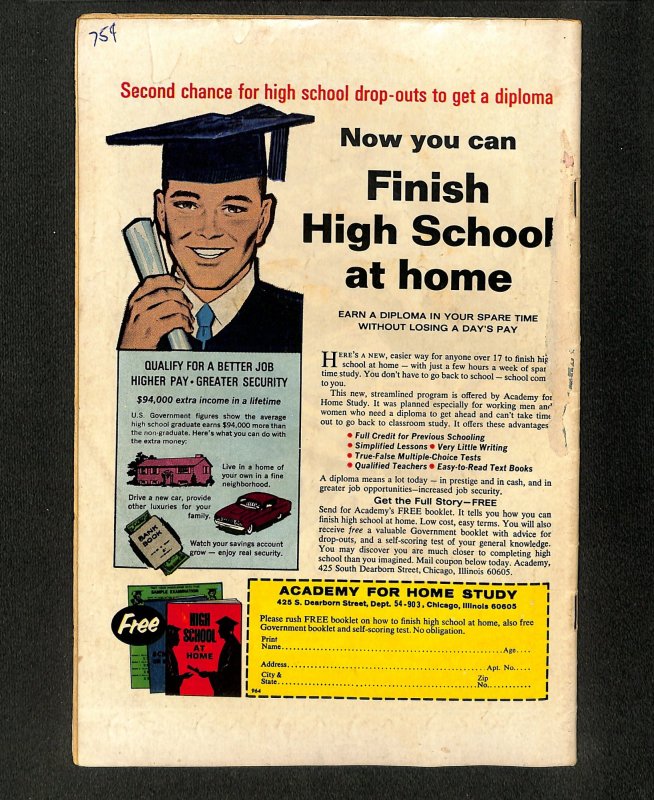 75¢
Second chance for high school drop-outs to get a diploma
Now you can
Finish
High School
at home
EARN A DIPLOMA IN YOUR SPARE TIME
WITHOUT LOSING A DAY'S PAY
QUALIFY FOR A BETTER JOB
HIGHER PAY • GREATER SECURITY
$94,000 extra income in a lifetime
U.S. Government figures show the average
high school graduate earns $94,000 more than
the non-graduate. Here's what you can do with
the extra money:
Live in a home of
your own in a fine
neighborhood.
Drive a new car, provide
other luxuries for your
family.
BANK
BOOK
Watch your savings account
grow — enjoy real security.
HERE'S A NEW, easier way for anyone over 17 to finish hig
school at home — with just a few hours a week of spar
time study. You don't have to go back to school — school com
to you.
This new, streamlined program is offered by Academy for
Home Study. It was planned especially for working men and
women who need a diploma to get ahead and can't take time
out to go back to classroom study. It offers these advantages
• Full Credit for Previous Schooling
• Simplified Lessons • Very Little Writing
• True-False Multiple-Choice Tests
• Qualified Teachers • Easy-to-Read Text Books
A diploma means a lot today — in prestige and in cash, and in
greater job opportunities—increased job security.
Get the Full Story—FREE
Send for Academy's FREE booklet. It tells you how you can
finish high school at home. Low cost, easy terms. You will also
receive free a valuable Government booklet with advice for
drop-outs, and a self-scoring test of your general knowledge.
You may discover you are much closer to completing high
school than you imagined. Mail coupon below today. Academy,
425 South Dearborn Street, Chicago, Illinois 60605.
Free
SAMPLE EXAMINATION
HIGH
SCHOOL
AT
HOME
ACADEMY FOR HOME STUDY
425 S. Dearborn Street, Dept. 54-903, Chicago, Illinois 60605
Please rush FREE booklet on how to finish high school at home, also free
Government booklet and self-scoring test. No obligation.
Print
Name Age
Address Apt. No.
City & Zip
State No.
964